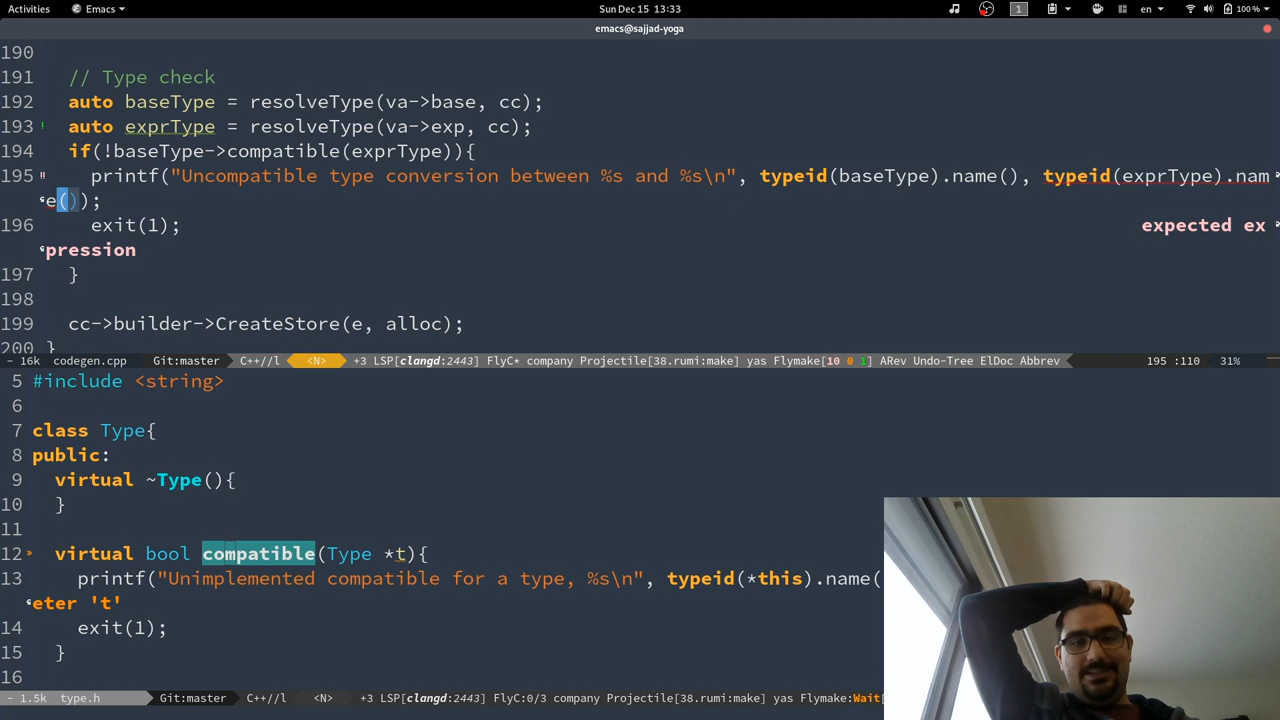 Activities Emacs Sun Dec 15 13:33 1 en 100 %
emacs@sajjad-yoga
190
191 // Type check
192 auto baseType = resolveType(va->base, cc);
193 ! auto exprType = resolveType(va->exp, cc);
194 if(!baseType->compatible(exprType)){
195 !! printf("Uncompatible type conversion between %s and %s\n", typeid(baseType).name(), typeid(exprType).nam
e());
196 exit(1); expected ex
pression
197 }
198
199 cc->builder->CreateStore(e, alloc);
200 }
- 16k codegen.cpp Git:master C++//l <N> +3 LSP[clangd:2443] FlyC* company Projectile[38.rumi:make] yas Flymake[10 0 1] ARev Undo-Tree ElDoc Abbrev 195 :110 31%
5 #include <string>
6
7 class Type{
8 public:
9 virtual ~Type(){
10 }
11
12 virtual bool compatible(Type *t){
13 printf("Unimplemented compatible for a type, %s\n", typeid(*this).name(
eter 't'
14 exit(1);
15 }
16
- 1.5k type.h Git:master C++//l <N> +3 LSP[clangd:2443] FlyC:0/3 company Projectile[38.rumi:make] yas Flymake:Wait[